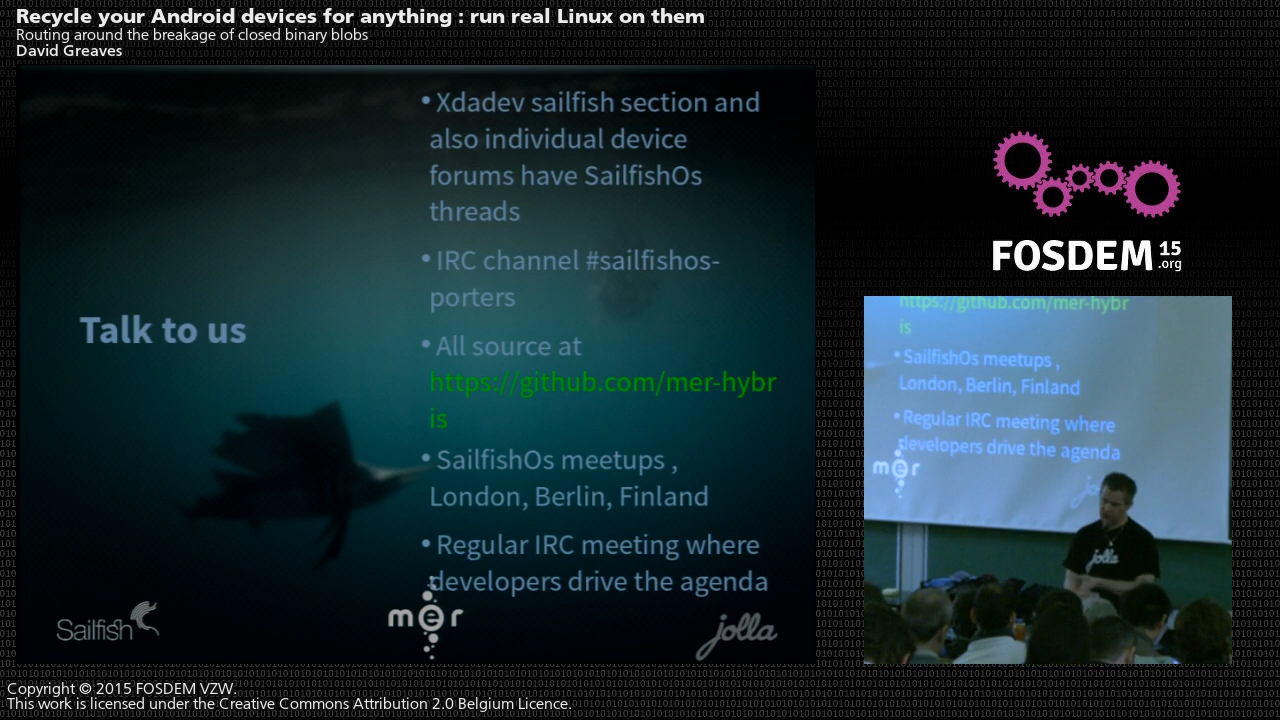 Recycle your Android devices for anything : run real Linux on them
Routing around the breakage of closed binary blobs
David Greaves
Talk to us
• Xdadev sailfish section and
also individual device
forums have SailfishOs
threads
• IRC channel #sailfishos-
porters
• All source at
https://github.com/mer-hybr
is
• SailfishOs meetups ,
London, Berlin, Finland
• Regular IRC meeting where
developers drive the agenda
Sailfish
mer
jolla
FOSDEM 15
.org
https://github.com/mer-hybr
is
• SailfishOs meetups ,
London, Berlin, Finland
• Regular IRC meeting where
developers drive the agenda
mer
jolla
Copyright © 2015 FOSDEM VZW.
This work is licensed under the Creative Commons Attribution 2.0 Belgium Licence.